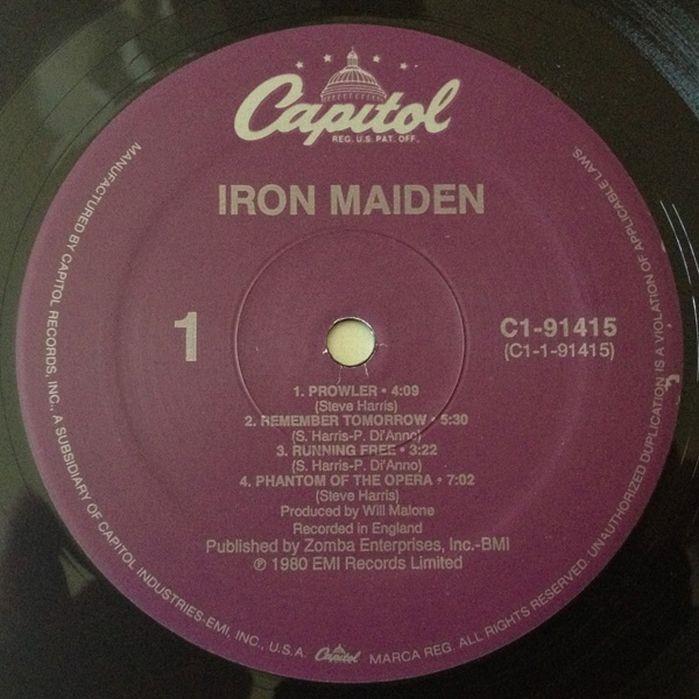 Capitol
REG. U.S. PAT. OFF.
IRON MAIDEN
1
C1-91415
(C1-1-91415)
1. PROWLER • 4:09
(Steve Harris)
2. REMEMBER TOMORROW • 5:30
(S. Harris-P. Di'Anno)
3. RUNNING FREE • 3:22
(S. Harris-P. Di'Anno)
4. PHANTOM OF THE OPERA • 7:02
(Steve Harris)
Produced by Will Malone
Recorded in England
Published by Zomba Enterprises, Inc.-BMI
℗ 1980 EMI Records Limited
MANUFACTURED BY CAPITOL RECORDS, INC., A SUBSIDIARY OF CAPITOL INDUSTRIES-EMI, INC., U.S.A. Capitol MARCA REG. ALL RIGHTS RESERVED. UNAUTHORIZED DUPLICATION IS A VIOLATION OF APPLICABLE LAWS.